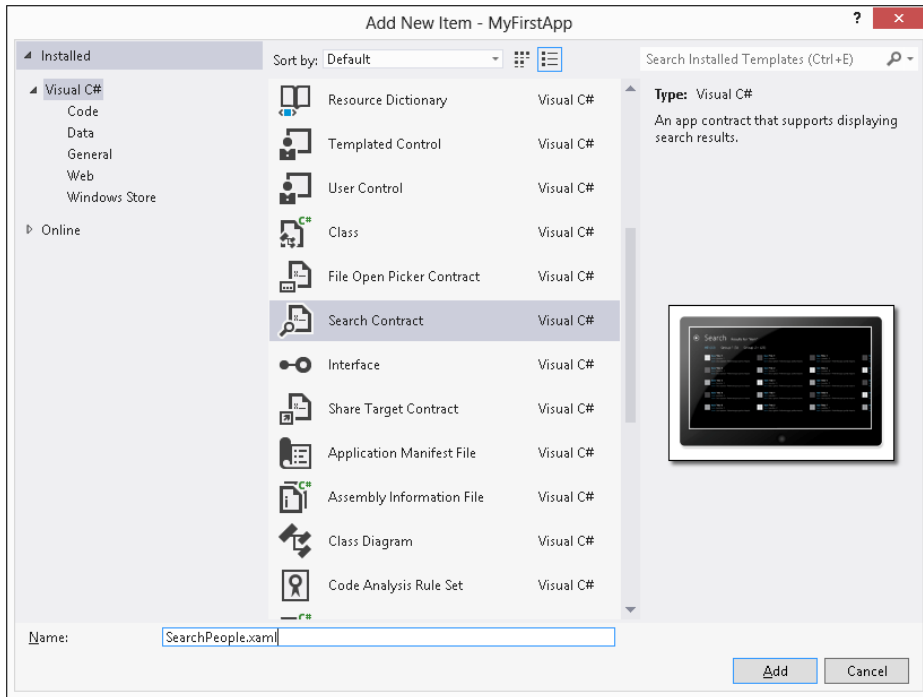 Add New Item - MyFirstApp
?
Installed
Sort by: Default
Search Installed Templates (Ctrl+E)
Visual C#
Code
Data
General
Web
Windows Store
Online
Resource Dictionary Visual C#
Templated Control Visual C#
User Control Visual C#
C#
Class Visual C#
File Open Picker Contract Visual C#
Search Contract Visual C#
Interface Visual C#
Share Target Contract Visual C#
Application Manifest File Visual C#
C#
Assembly Information File Visual C#
Class Diagram Visual C#
Code Analysis Rule Set Visual C#
C#
Type: Visual C#
An app contract that supports displaying
search results.
Search
Name: SearchPeople.xaml
Add Cancel